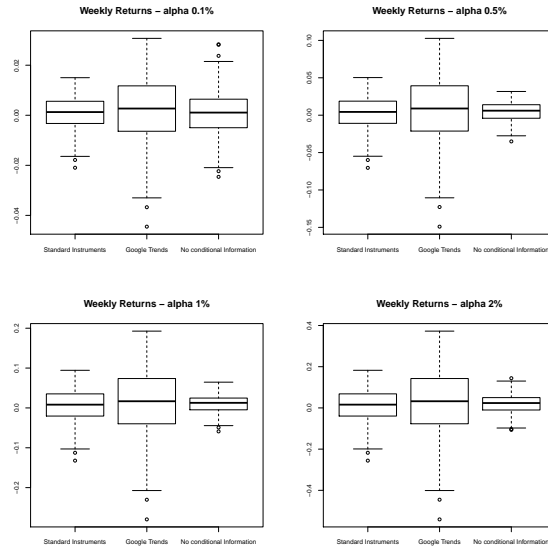 Weekly Returns – alpha 0.1%
0.02
0.00
−0.02
−0.04
Standard Instruments Google Trends No conditional Information
Weekly Returns – alpha 0.5%
0.10
0.05
0.00
−0.05
−0.10
−0.15
Standard Instruments Google Trends No conditional Information
Weekly Returns – alpha 1%
0.2
0.1
0.0
−0.1
−0.2
Standard Instruments Google Trends No conditional Information
Weekly Returns – alpha 2%
0.4
0.2
0.0
−0.2
−0.4
Standard Instruments Google Trends No conditional Information